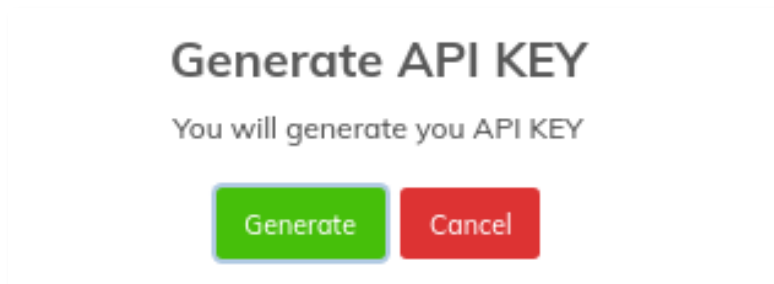 Generate API KEY
You will generate you API KEY
Generate Cancel